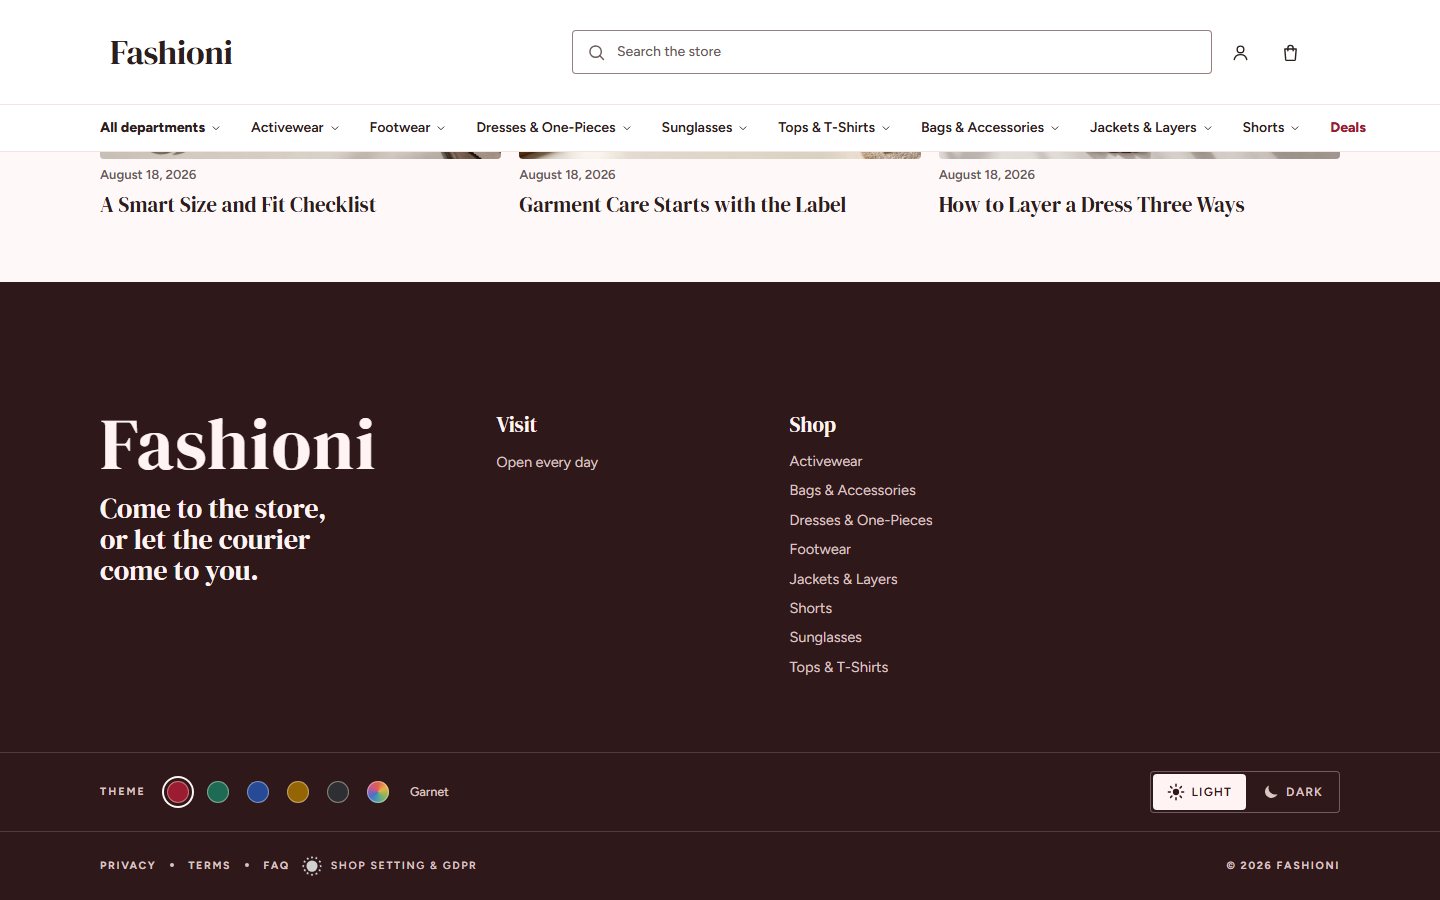 Fashioni
Search the store
All departments
Activewear
Footwear
Dresses & One-Pieces
Sunglasses
Tops & T-Shirts
Bags & Accessories
Jackets & Layers
Shorts
Deals
August 18, 2026
A Smart Size and Fit Checklist
August 18, 2026
Garment Care Starts with the Label
August 18, 2026
How to Layer a Dress Three Ways
Fashioni
Come to the store,
or let the courier
come to you.
Visit
Open every day
Shop
Activewear
Bags & Accessories
Dresses & One-Pieces
Footwear
Jackets & Layers
Shorts
Sunglasses
Tops & T-Shirts
THEME
Garnet
LIGHT
DARK
PRIVACY • TERMS • FAQ
SHOP SETTING & GDPR
© 2026 FASHIONI